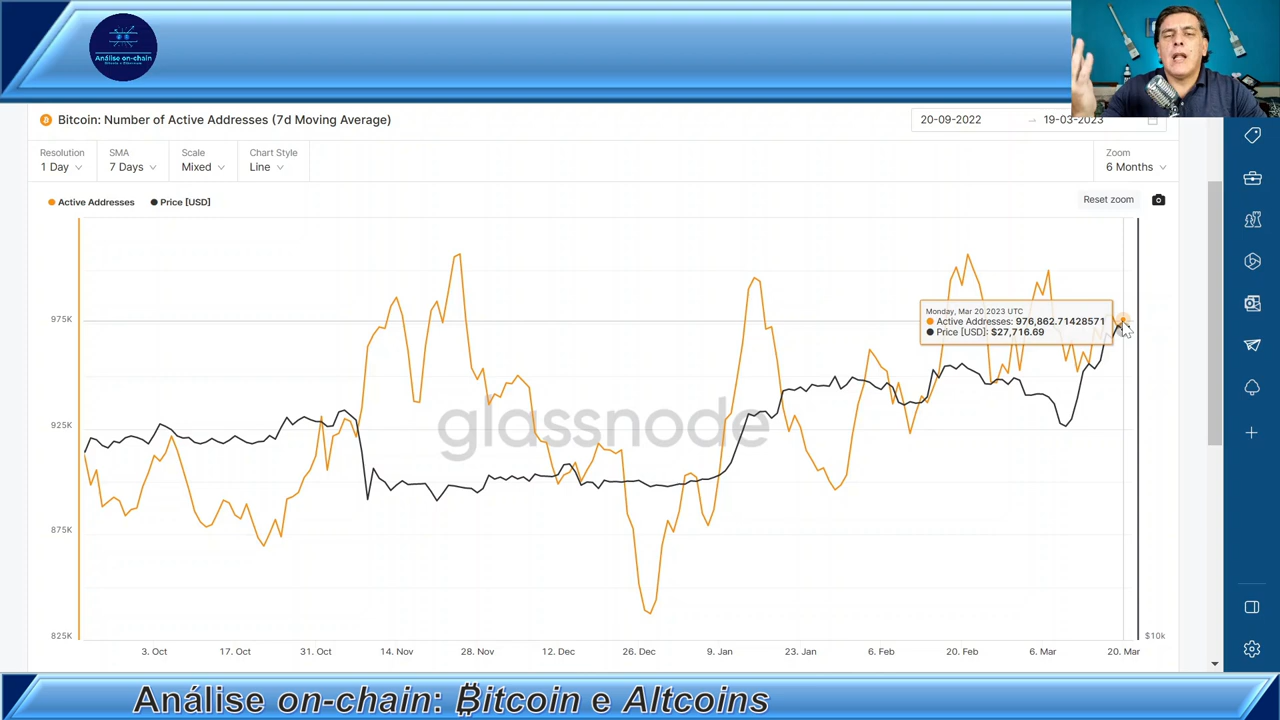 Análise on-chain
Bitcoin e Altcoins
Bitcoin: Number of Active Addresses (7d Moving Average)
20-09-2022 → 19-03-2023
Resolution
1 Day
SMA
7 Days
Scale
Mixed
Chart Style
Line
Zoom
6 Months
Active Addresses
Price [USD]
Reset zoom
975K
925K
875K
825K
$10k
Monday, Mar 20 2023 UTC
Active Addresses: 976,862.71428571
Price [USD]: $27,716.69
glassnode
3. Oct 17. Oct 31. Oct 14. Nov 28. Nov 12. Dec 26. Dec 9. Jan 23. Jan 6. Feb 20. Feb 6. Mar 20. Mar
Análise on-chain: ₿itcoin e Altcoins